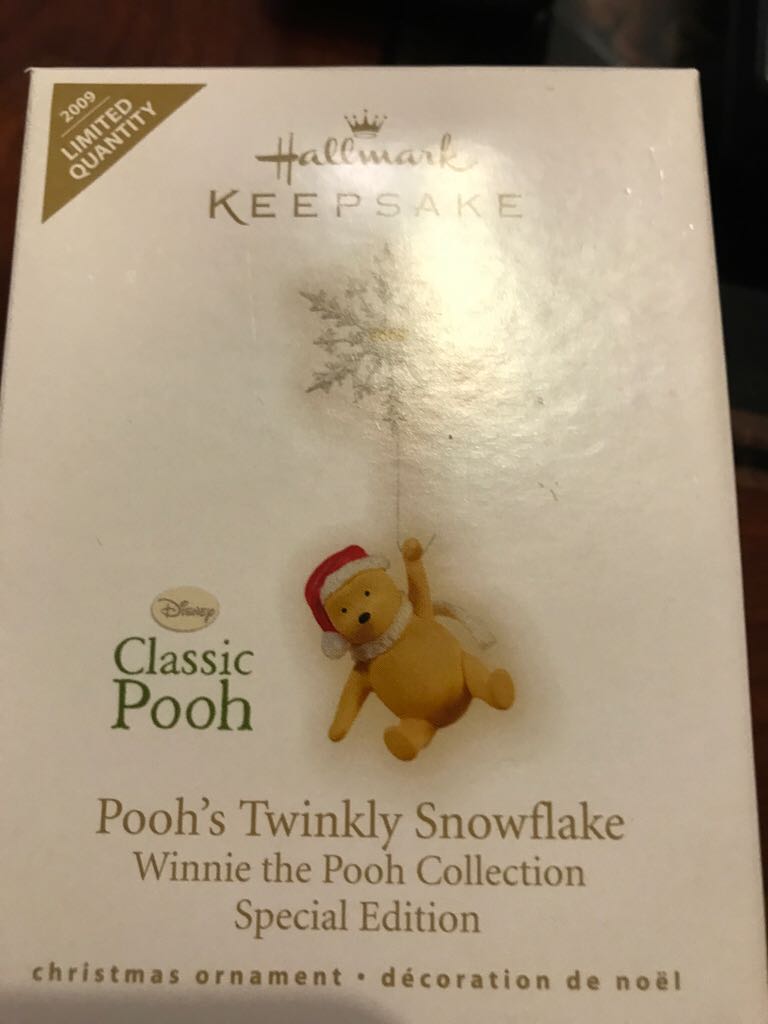 2009
LIMITED
QUANTITY
Hallmark
KEEPSAKE
Disney
Classic
Pooh
Pooh's Twinkly Snowflake
Winnie the Pooh Collection
Special Edition
christmas ornament • décoration de noël